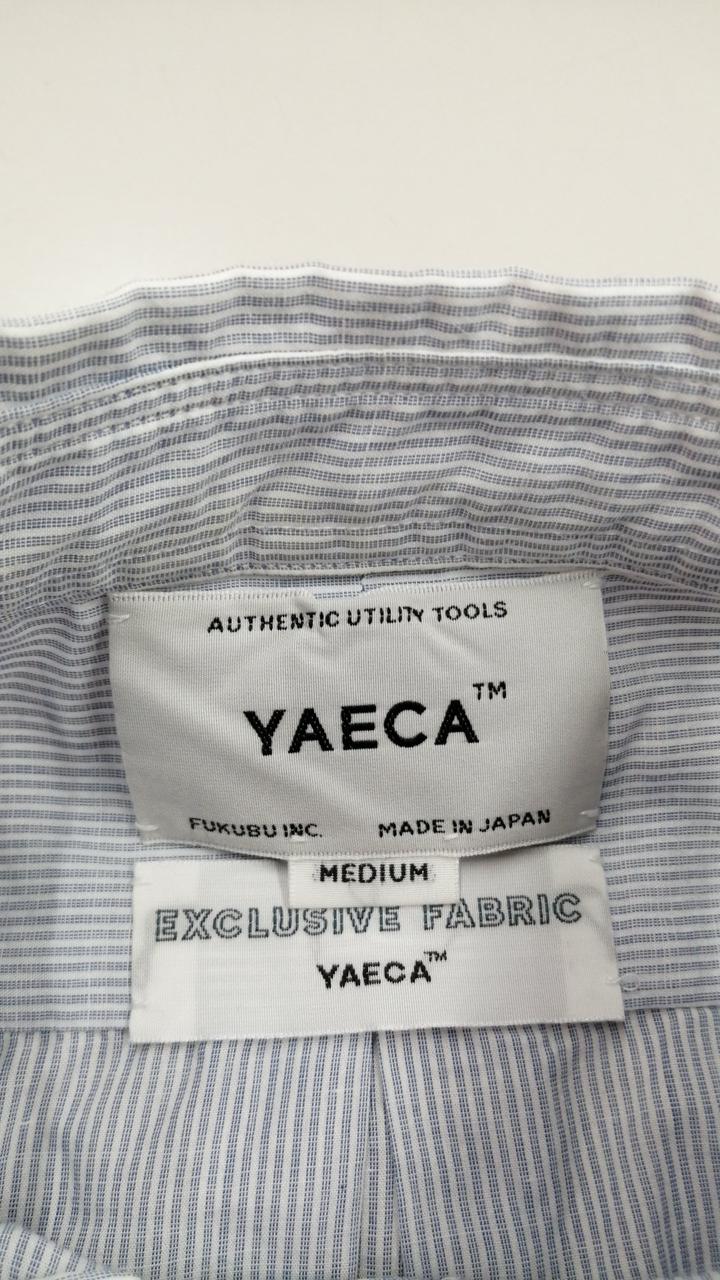 AUTHENTIC UTILITY TOOLS
YAECA™
FUKUBU INC. MADE IN JAPAN
MEDIUM
EXCLUSIVE FABRIC
YAECA™